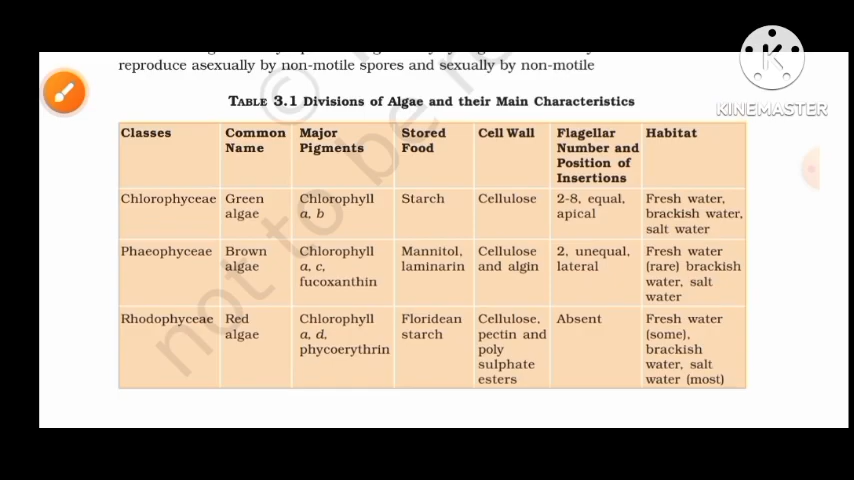 reproduce asexually by non-motile spores and sexually by non-motile
KINEMASTER
TABLE 3.1 Divisions of Algae and their Main Characteristics
Classes
Common
Name
Major
Pigments
Stored
Food
Cell Wall
Flagellar
Number and
Position of
Insertions
Habitat
Chlorophyceae
Green
algae
Chlorophyll
a, b
Starch
Cellulose
2-8, equal,
apical
Fresh water,
brackish water,
salt water
Phaeophyceae
Brown
algae
Chlorophyll
a, c,
fucoxanthin
Mannitol,
laminarin
Cellulose
and algin
2, unequal,
lateral
Fresh water
(rare) brackish
water, salt
water
Rhodophyceae
Red
algae
Chlorophyll
a, d,
phycoerythrin
Floridean
starch
Cellulose,
pectin and
poly
sulphate
esters
Absent
Fresh water
(some),
brackish
water, salt
water (most)
© not to be re